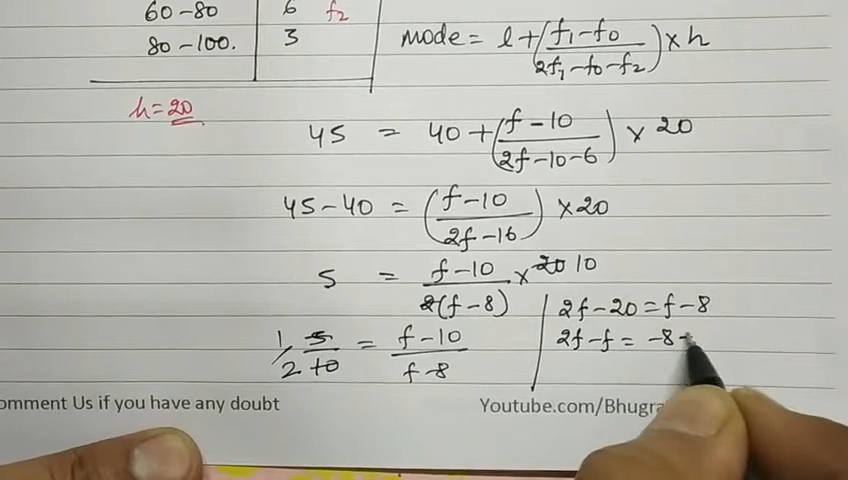 60-80 6 f₂
80-100. 3
mode = l+(f₁-f₀/2f₁-f₀-f₂)×h
h=20
45 = 40+(f-10/2f-10-6)×20
45-40 = (f-10/2f-16)×20
5 = f-10/2(f-8) × 20 10
1/2 5/10 = f-10/f-8
2f-20=f-8
2f-f = -8
omment Us if you have any doubt
Youtube.com/Bhugra